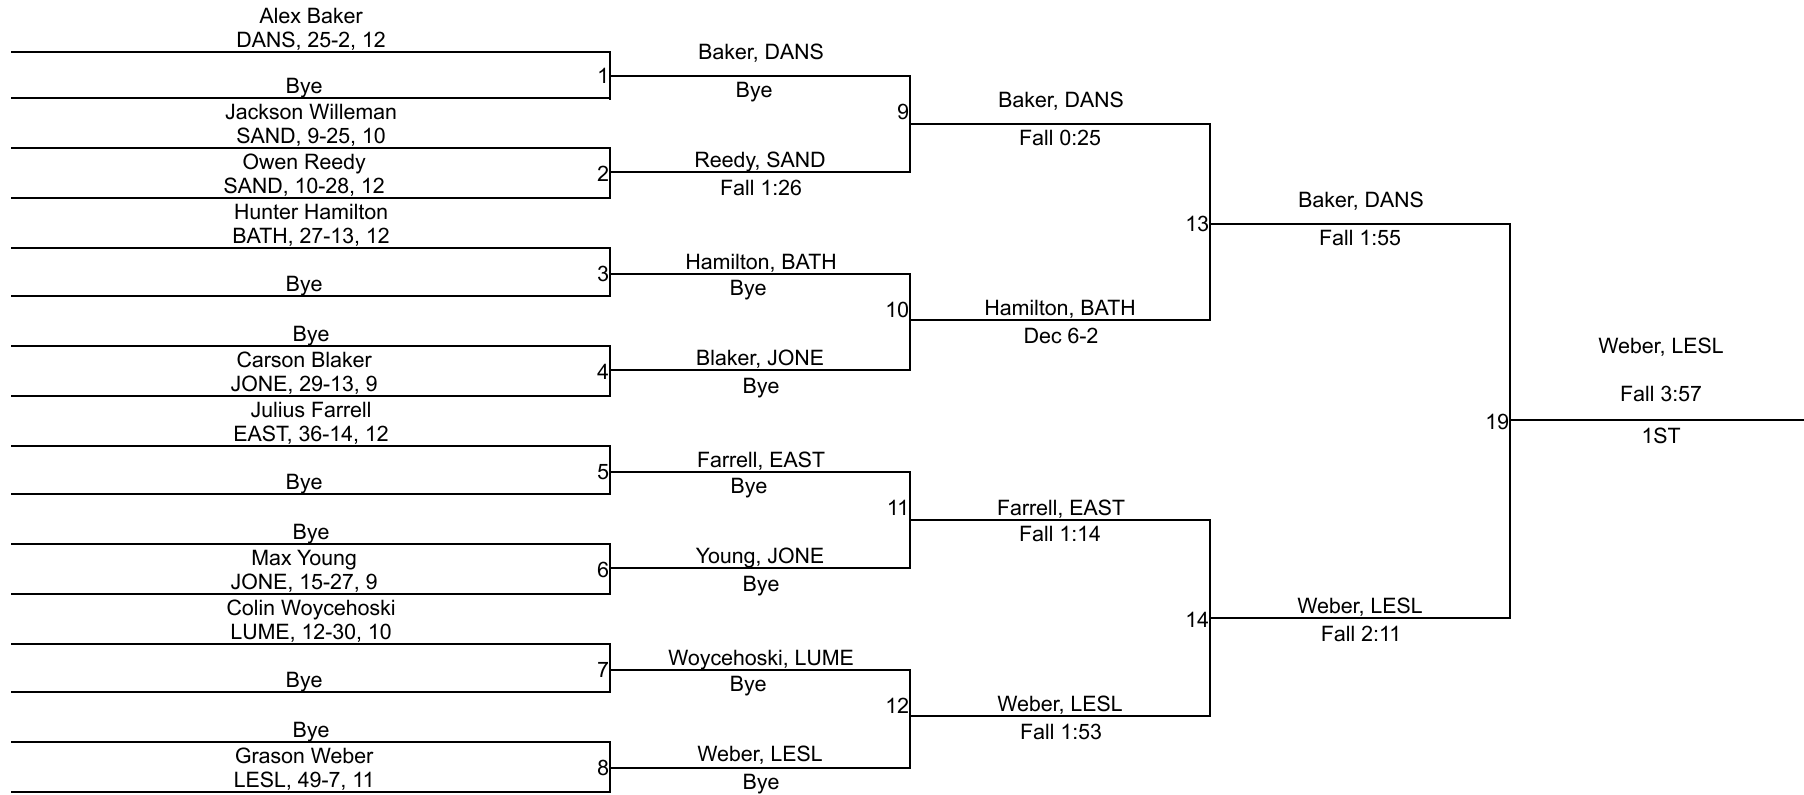 Alex Baker
DANS, 25-2, 12
Bye
1
Jackson Willeman
SAND, 9-25, 10
Owen Reedy
SAND, 10-28, 12
2
Hunter Hamilton
BATH, 27-13, 12
Bye
3
Bye
Carson Blaker
JONE, 29-13, 9
4
Julius Farrell
EAST, 36-14, 12
Bye
5
Bye
Max Young
JONE, 15-27, 9
6
Colin Woycehoski
LUME, 12-30, 10
Bye
7
Bye
Grason Weber
LESL, 49-7, 11
8
Baker, DANS
Bye
9
Reedy, SAND
Fall 1:26
Hamilton, BATH
Bye
10
Blaker, JONE
Bye
Farrell, EAST
Bye
11
Young, JONE
Bye
Woycehoski, LUME
Bye
12
Weber, LESL
Bye
Baker, DANS
Fall 0:25
13
Hamilton, BATH
Dec 6-2
Farrell, EAST
Fall 1:14
14
Weber, LESL
Fall 1:53
Baker, DANS
Fall 1:55
19
Weber, LESL
Fall 2:11
Weber, LESL
Fall 3:57
1ST